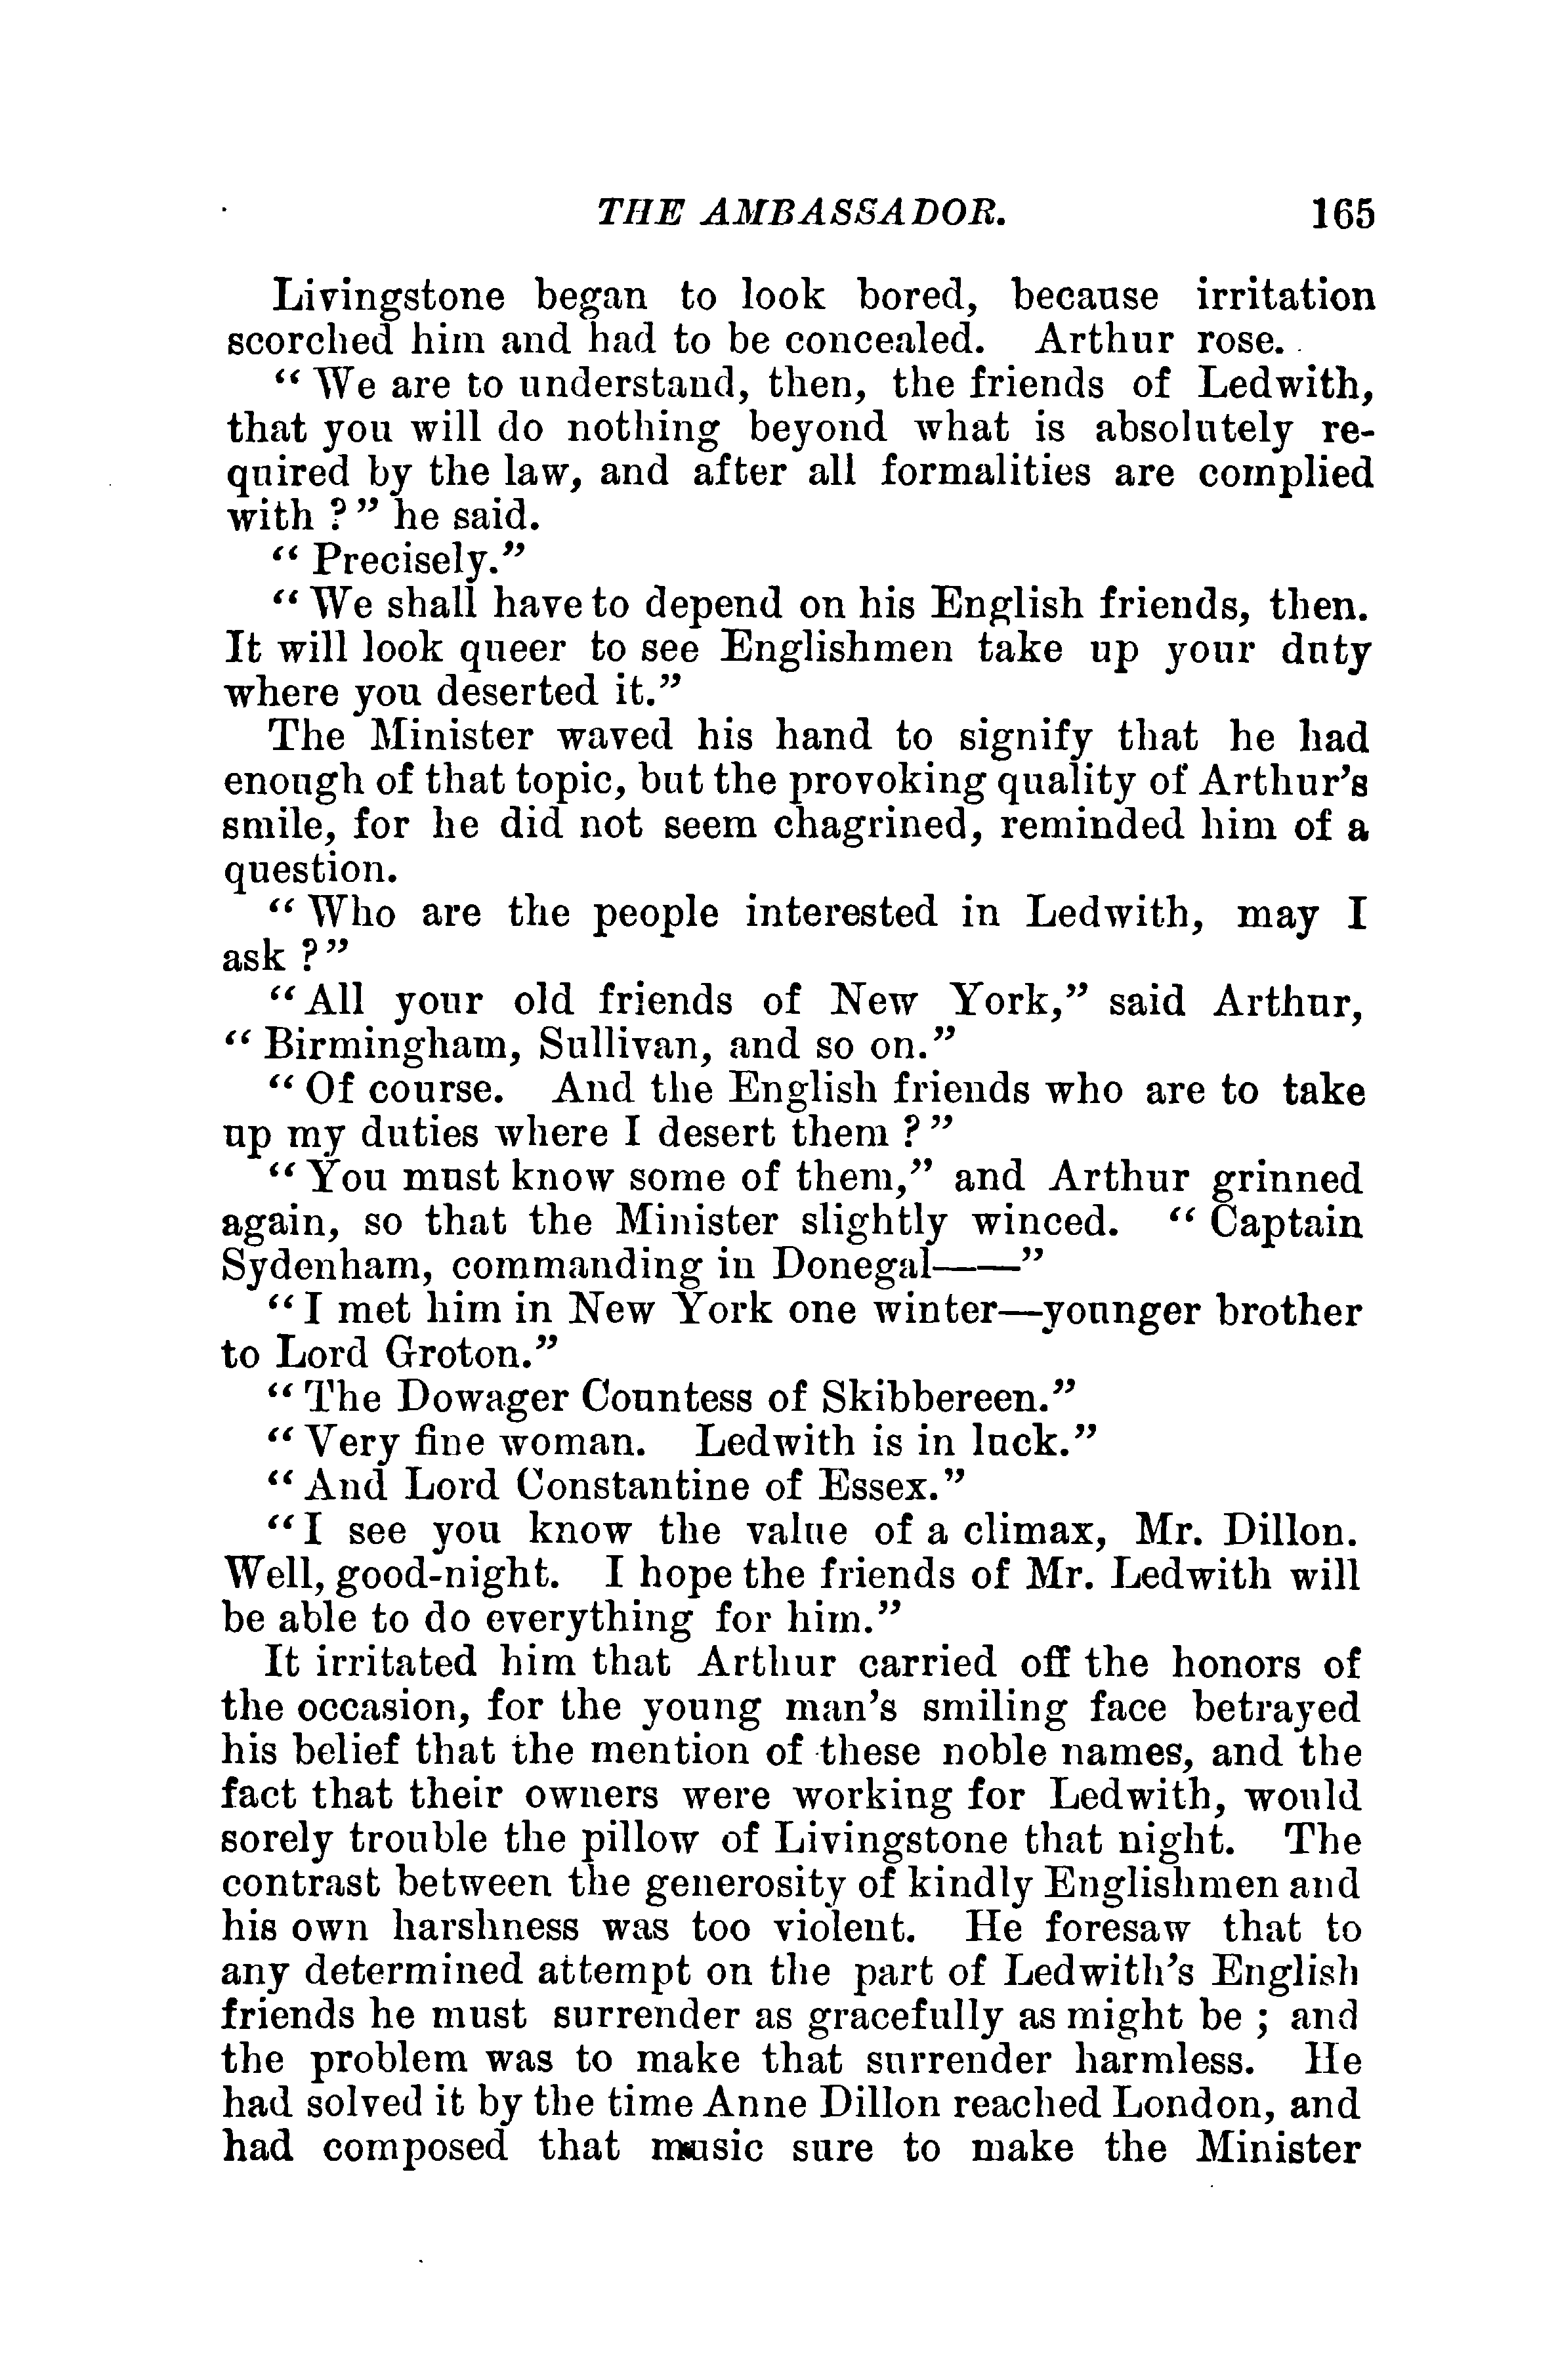 THE AMBASSADOR. 165
Livingstone began to look bored, because irritation
scorched him and had to be concealed. Arthur rose.
“ We are to understand, then, the friends of Ledwith,
that you will do nothing beyond what is absolutely re-
quired by the law, and after all formalities are complied
with ? ” he said.
“ Precisely.”
“ We shall have to depend on his English friends, then.
It will look queer to see Englishmen take up your duty
where you deserted it.”
The Minister waved his hand to signify that he had
enough of that topic, but the provoking quality of Arthur’s
smile, for he did not seem chagrined, reminded him of a
question.
“ Who are the people interested in Ledwith, may I
ask ?”
“ All your old friends of New York,” said Arthur,
“ Birmingham, Sullivan, and so on.”
“ Of course. And the English friends who are to take
up my duties where I desert them ? ”
“ You must know some of them,” and Arthur grinned
again, so that the Minister slightly winced. “ Captain
Sydenham, commanding in Donegal——”
“ I met him in New York one winter—younger brother
to Lord Groton.”
“ The Dowager Countess of Skibbereen.”
“ Very fine woman. Ledwith is in luck.”
“ And Lord Constantine of Essex.”
“ I see you know the value of a climax, Mr. Dillon.
Well, good-night. I hope the friends of Mr. Ledwith will
be able to do everything for him.”
It irritated him that Arthur carried off the honors of
the occasion, for the young man’s smiling face betrayed
his belief that the mention of these noble names, and the
fact that their owners were working for Ledwith, would
sorely trouble the pillow of Livingstone that night. The
contrast between the generosity of kindly Englishmen and
his own harshness was too violent. He foresaw that to
any determined attempt on the part of Ledwith’s English
friends he must surrender as gracefully as might be ; and
the problem was to make that surrender harmless. He
had solved it by the time Anne Dillon reached London, and
had composed that music sure to make the Minister